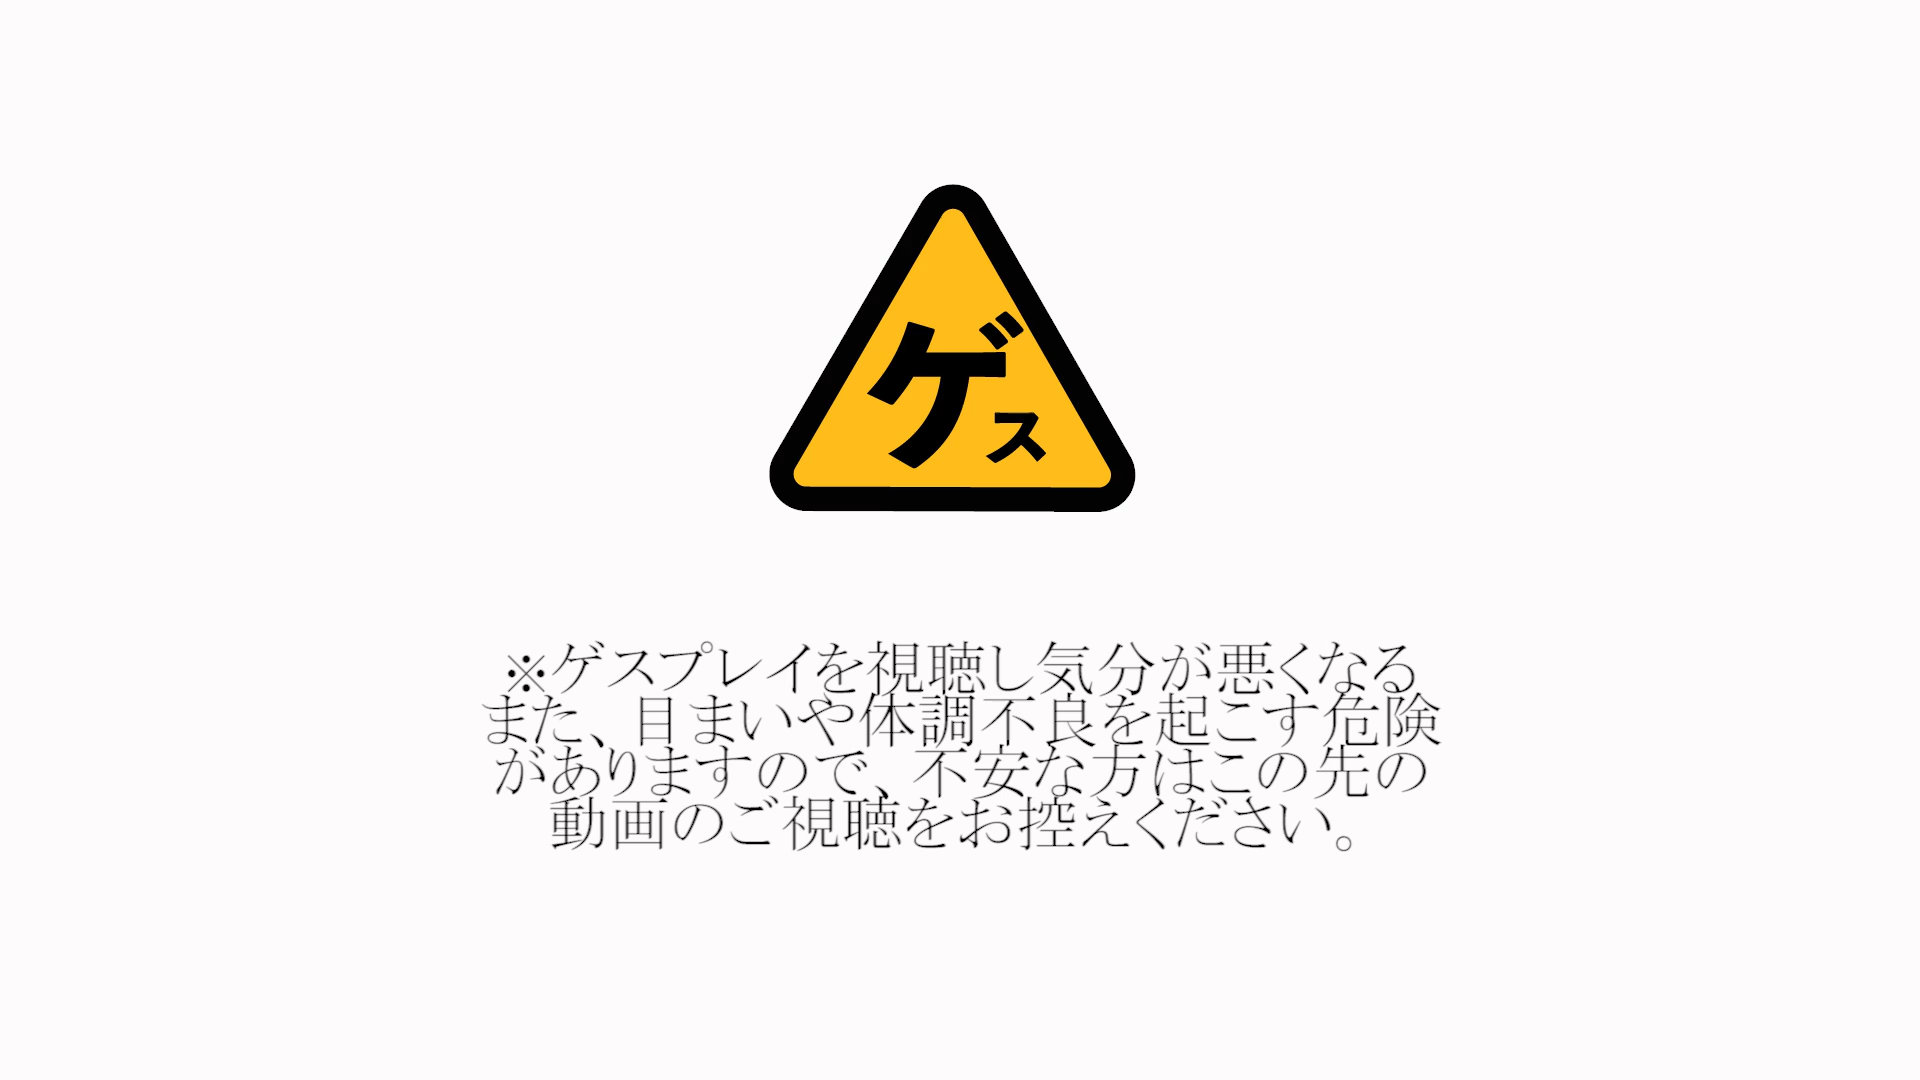 ゲス
※ゲスプレイを視聴し気分が悪くなる
また、目まいや体調不良を起こす危険
がありますので、不安な方はこの先の
動画のご視聴をお控えください。